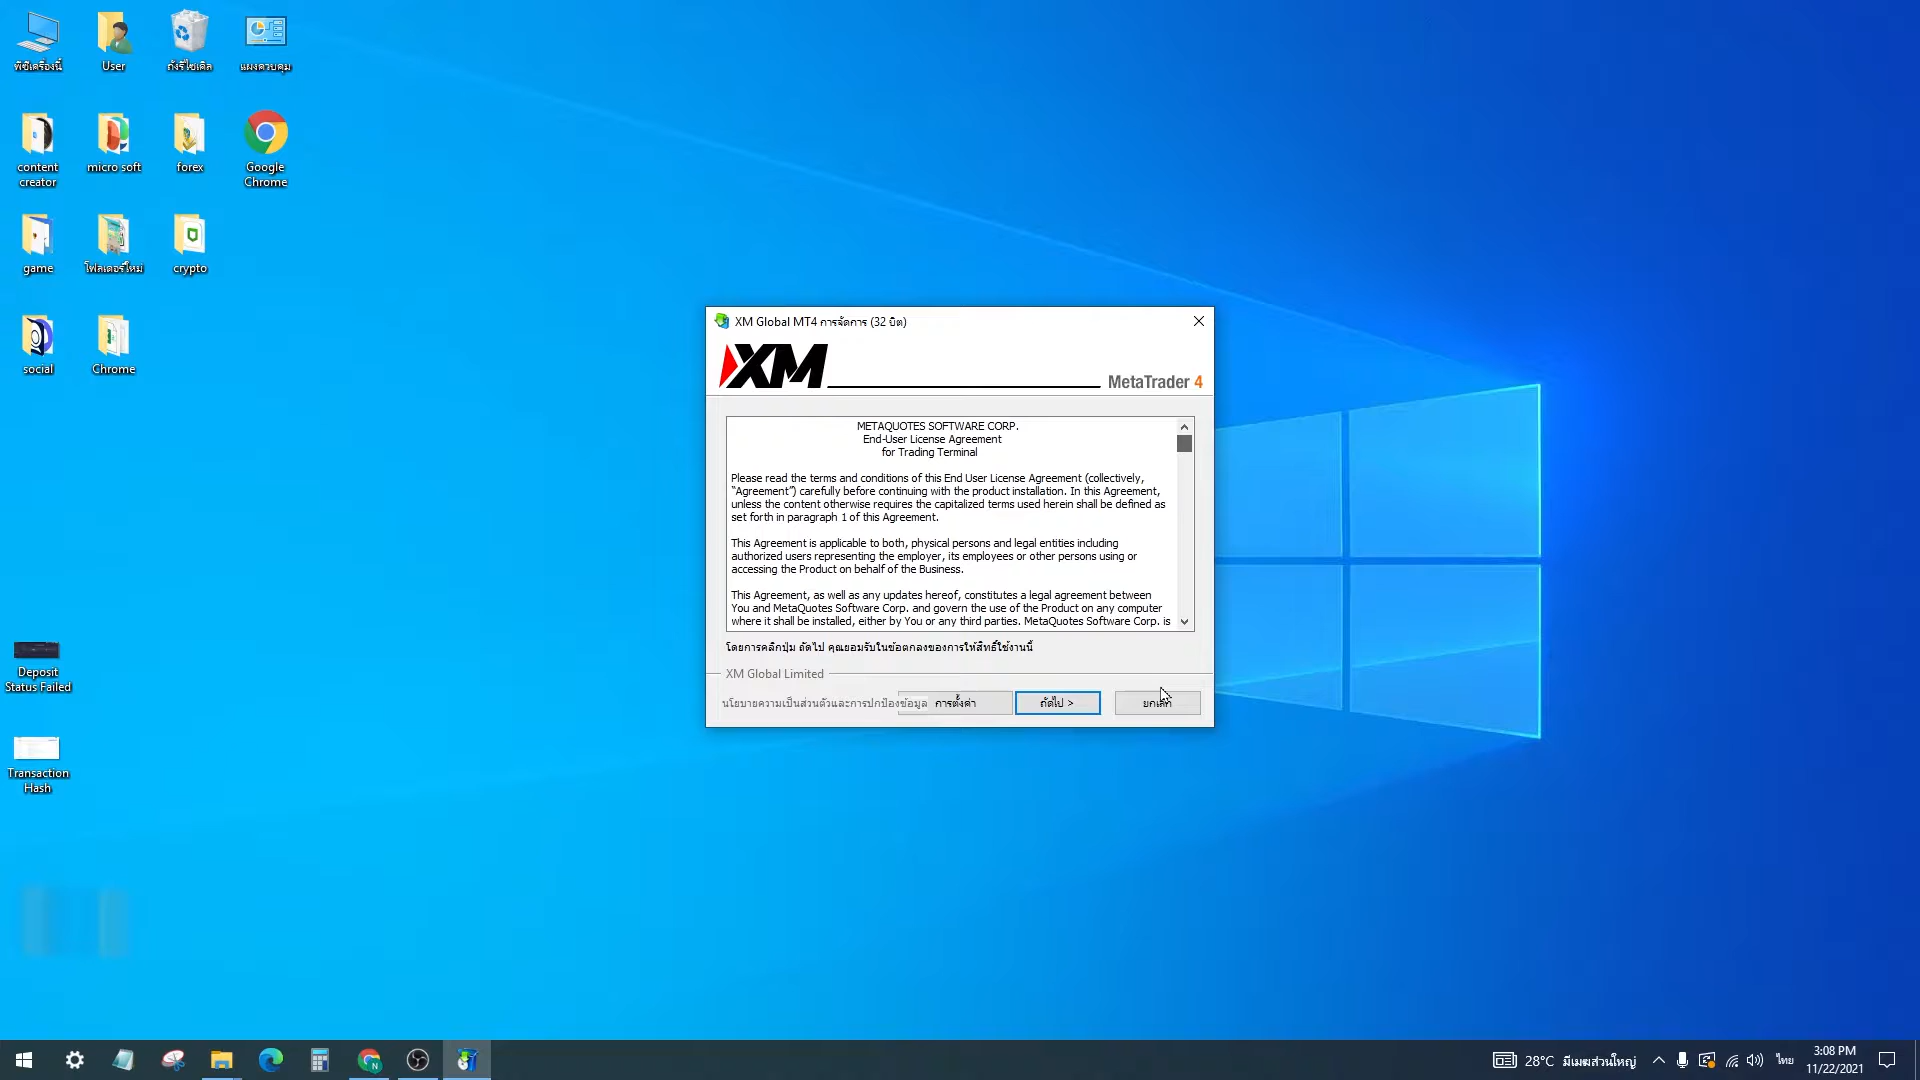 พีซีเครื่องนี้
User
ถังรีไซเคิล
แผงควบคุม
content
creator
micro soft
forex
Google
Chrome
game
โฟลเดอร์ใหม่
crypto
social
Chrome
Deposit
Status Failed
Transaction
Hash
XM Global MT4 การจัดการ (32 บิต)
XM
MetaTrader 4
METAQUOTES SOFTWARE CORP.
End-User License Agreement
for Trading Terminal
Please read the terms and conditions of this End User License Agreement (collectively,
“Agreement”) carefully before continuing with the product installation. In this Agreement,
unless the content otherwise requires the capitalized terms used herein shall be defined as
set forth in paragraph 1 of this Agreement.
This Agreement is applicable to both, physical persons and legal entities including
authorized users representing the employer, its employees or other persons using or
accessing the Product on behalf of the Business.
This Agreement, as well as any updates hereof, constitutes a legal agreement between
You and MetaQuotes Software Corp. and govern the use of the Product on any computer
where it shall be installed, either by You or any third parties. MetaQuotes Software Corp. is
โดยการคลิกปุ่ม ถัดไป คุณยอมรับในข้อตกลงของการให้สิทธิ์ใช้งานนี้
XM Global Limited
นโยบายความเป็นส่วนตัวและการปกป้องข้อมูล
การตั้งค่า
ถัดไป >
ยกเลิก
28°C มีเมฆส่วนใหญ่
ไทย
3:08 PM
11/22/2021